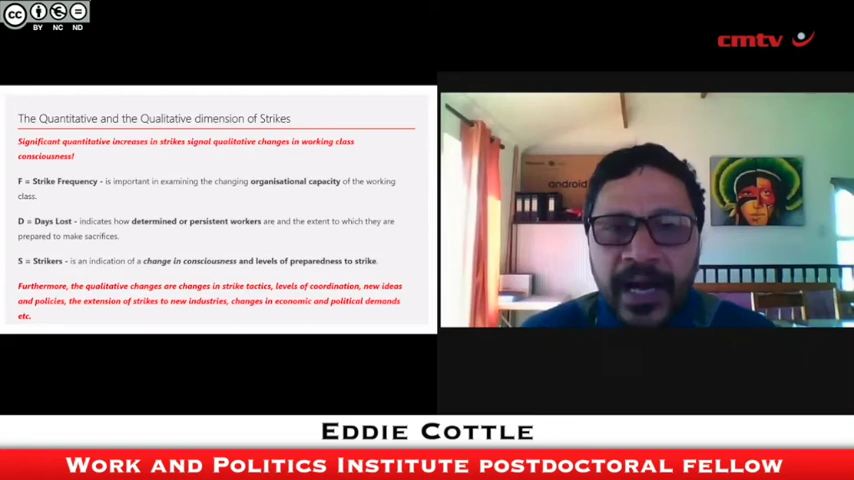 cc
BY NC ND
cmtv
The Quantitative and the Qualitative dimension of Strikes
Significant quantitative increases in strikes signal qualitative changes in working class
consciousness!
F = Strike Frequency - is important in examining the changing organisational capacity of the working
class.
D = Days Lost - indicates how determined or persistent workers are and the extent to which they are
prepared to make sacrifices.
S = Strikers - is an indication of a change in consciousness and levels of preparedness to strike.
Furthermore, the qualitative changes are changes in strike tactics, levels of coordination, new ideas
and policies, the extension of strikes to new industries, changes in economic and political demands
etc.
android
Eddie Cottle
Work and Politics Institute postdoctoral fellow